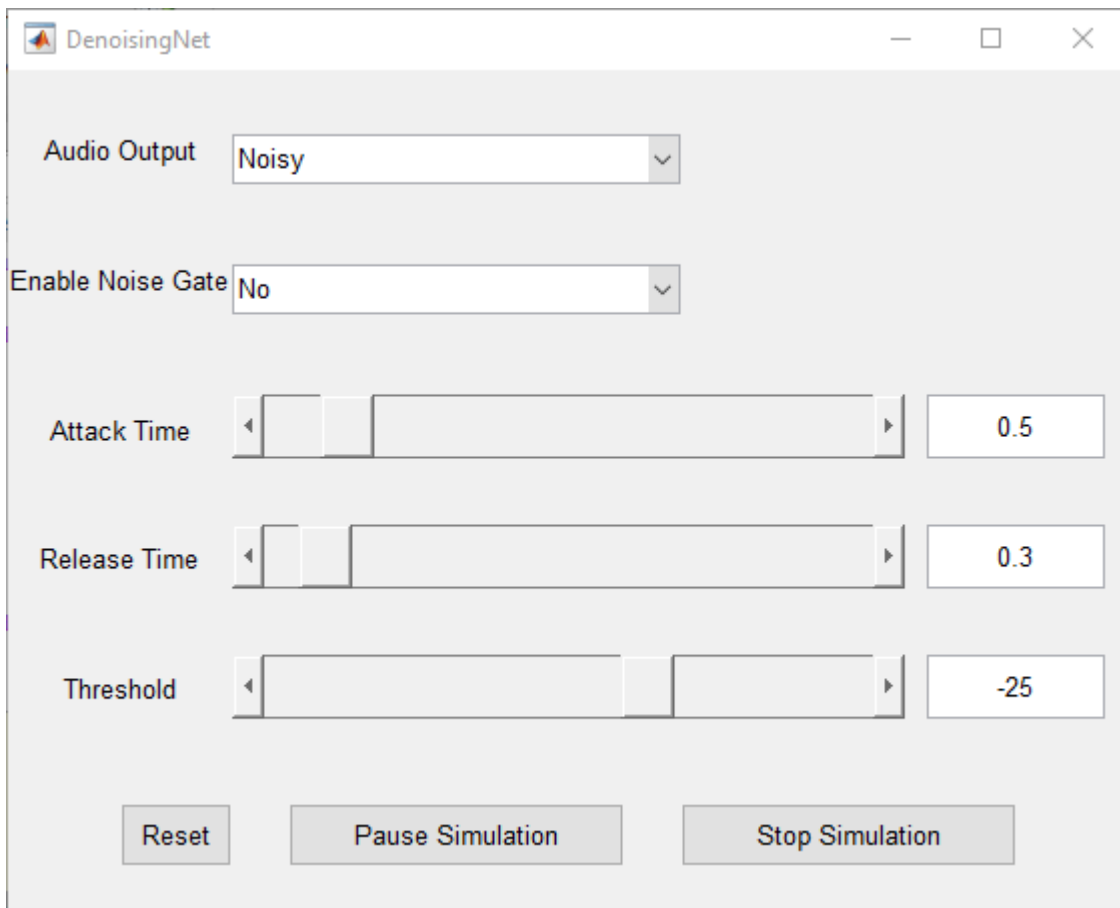 DenoisingNet
Audio Output Noisy
Enable Noise Gate No
Attack Time 0.5
Release Time 0.3
Threshold -25
Reset Pause Simulation Stop Simulation